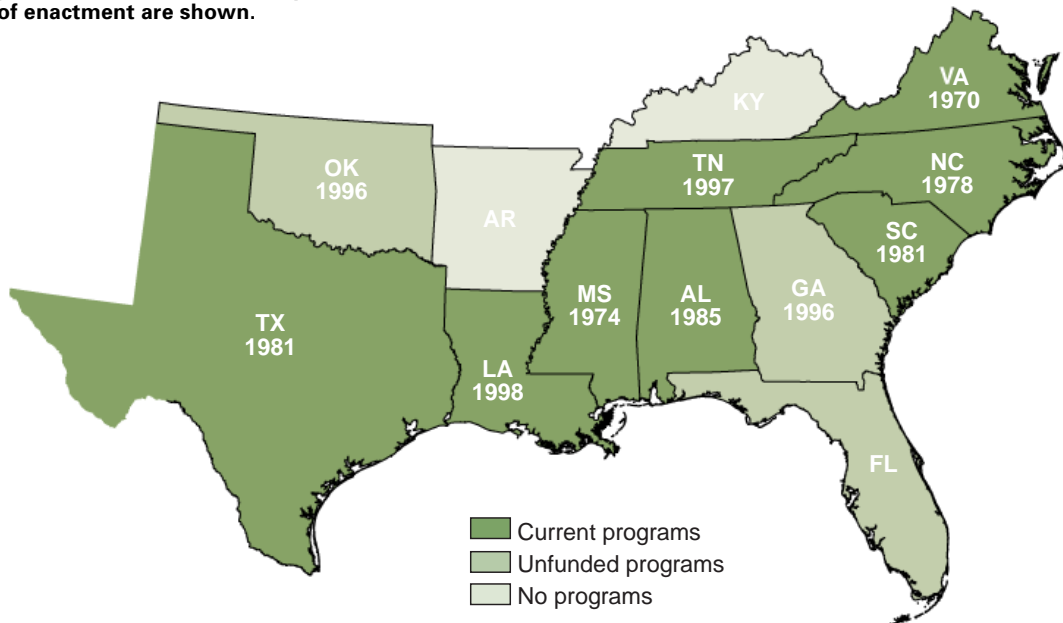 of enactment are shown.
VA
1970
KY
TN
1997
NC
1978
OK
1996
AR
SC
1981
MS
1974
AL
1985
GA
1996
TX
1981
LA
1998
FL
Current programs
Unfunded programs
No programs